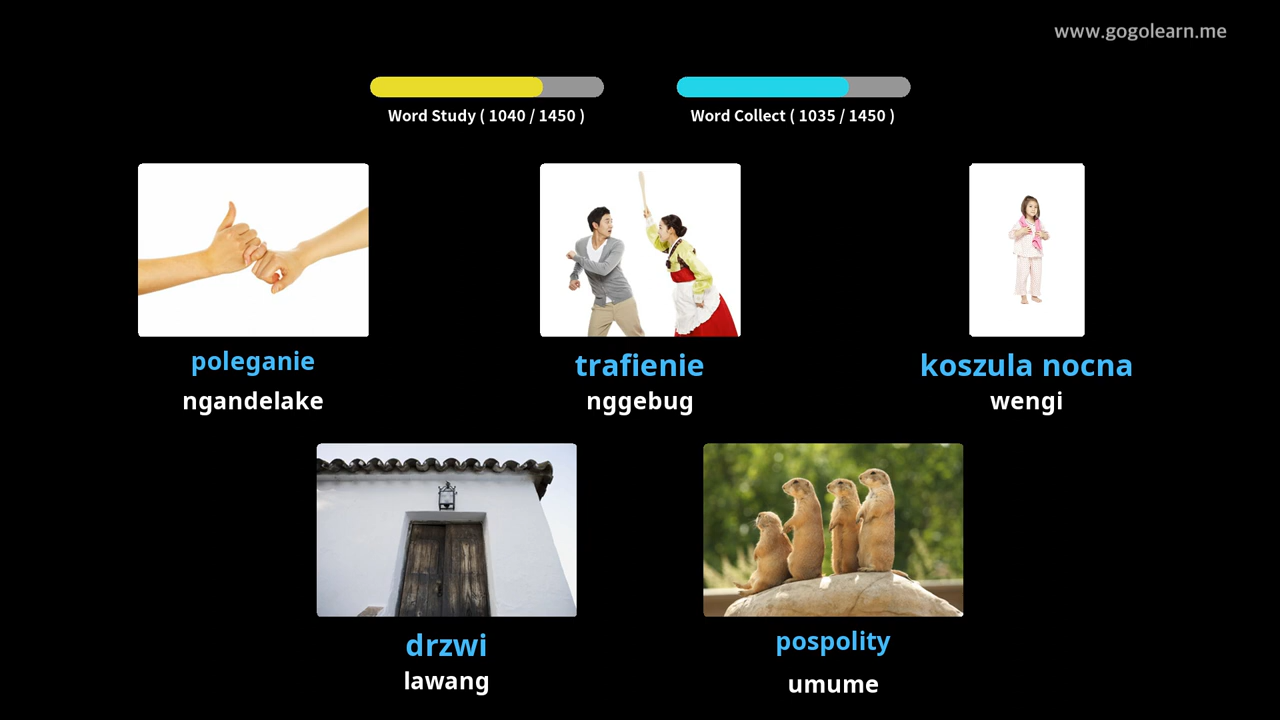 www.gogolearn.me
Word Study ( 1040 / 1450 )
Word Collect ( 1035 / 1450 )
poleganie
ngandelake
trafienie
nggebug
koszula nocna
wengi
drzwi
lawang
pospolity
umume